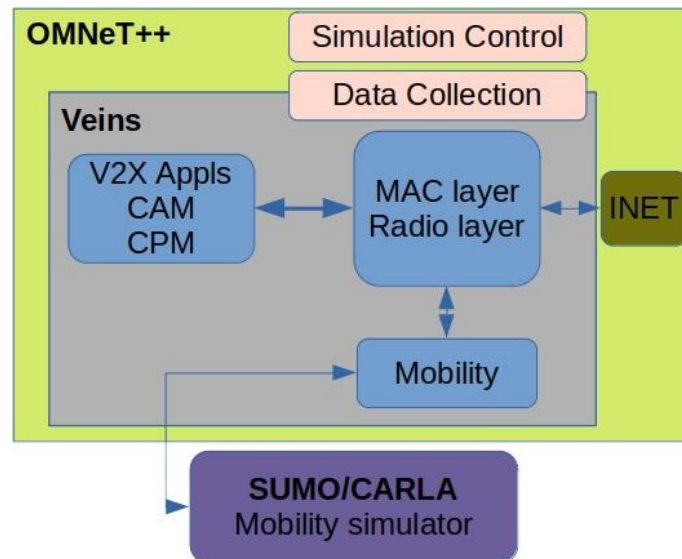 OMNeT++
Simulation Control
Data Collection
Veins
V2X Appls
CAM
CPM
MAC layer
Radio layer
INET
Mobility
SUMO/CARLA
Mobility simulator